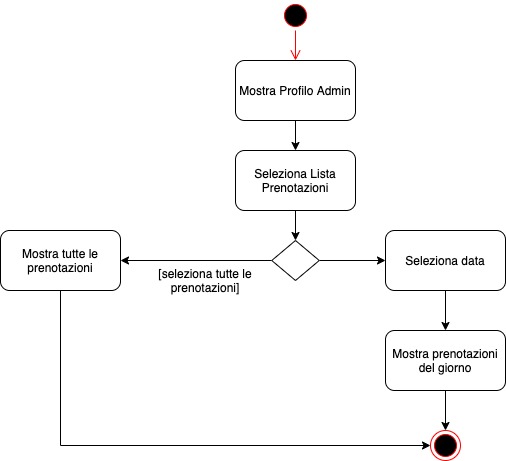 Mostra Profilo Admin
Seleziona Lista
Prenotazioni
Mostra tutte le
prenotazioni
[seleziona tutte le
prenotazioni]
Seleziona data
Mostra prenotazioni
del giorno